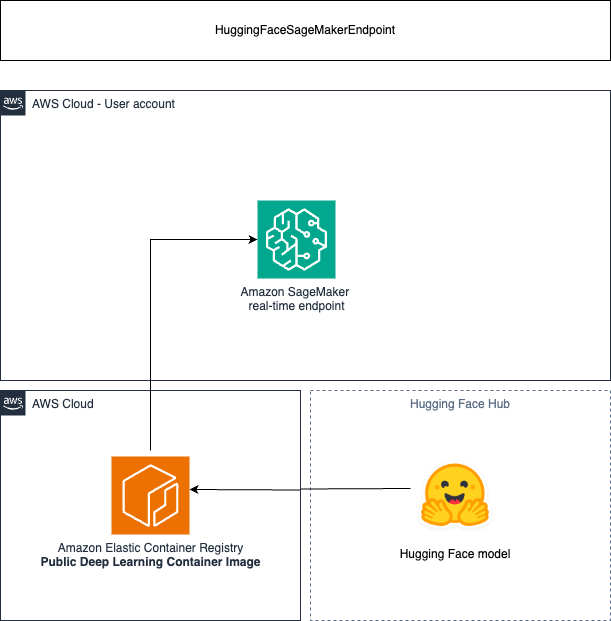 HuggingFaceSageMakerEndpoint
aws
AWS Cloud - User account
Amazon SageMaker
real-time endpoint
aws
AWS Cloud
Hugging Face Hub
Amazon Elastic Container Registry
Public Deep Learning Container Image
Hugging Face model